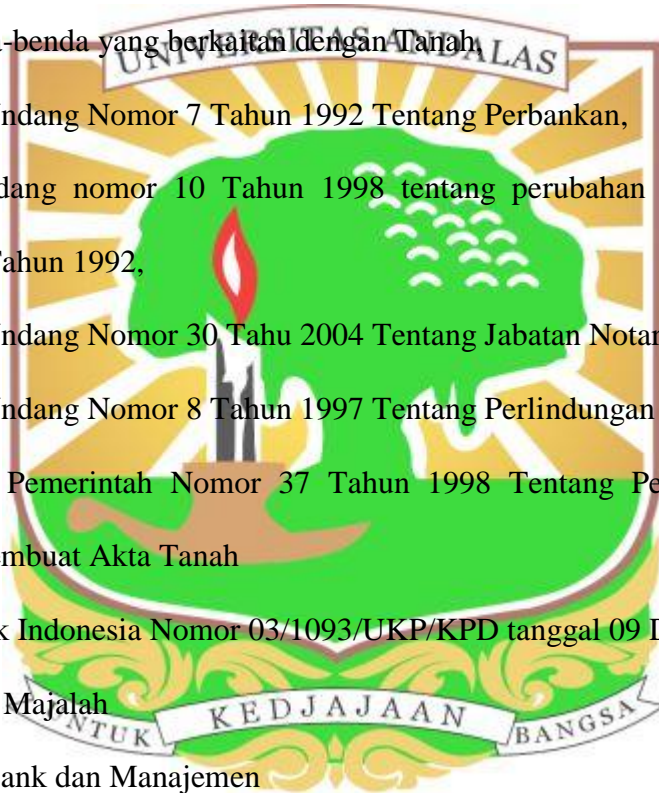 -benda yang berkaitan dengan Tanah,
UNIVERSITAS ANDALAS
ndang Nomor 7 Tahun 1992 Tentang Perbankan,
dang nomor 10 Tahun 1998 tentang perubahan
Tahun 1992,
ndang Nomor 30 Tahu 2004 Tentang Jabatan Notar
ndang Nomor 8 Tahun 1997 Tentang Perlindungan
Pemerintah Nomor 37 Tahun 1998 Tentang Pe
mbuat Akta Tanah
k Indonesia Nomor 03/1093/UKP/KPD tanggal 09 D
Majalah
NTUK KEDJAJAAN BANGSA
ank dan Manajemen